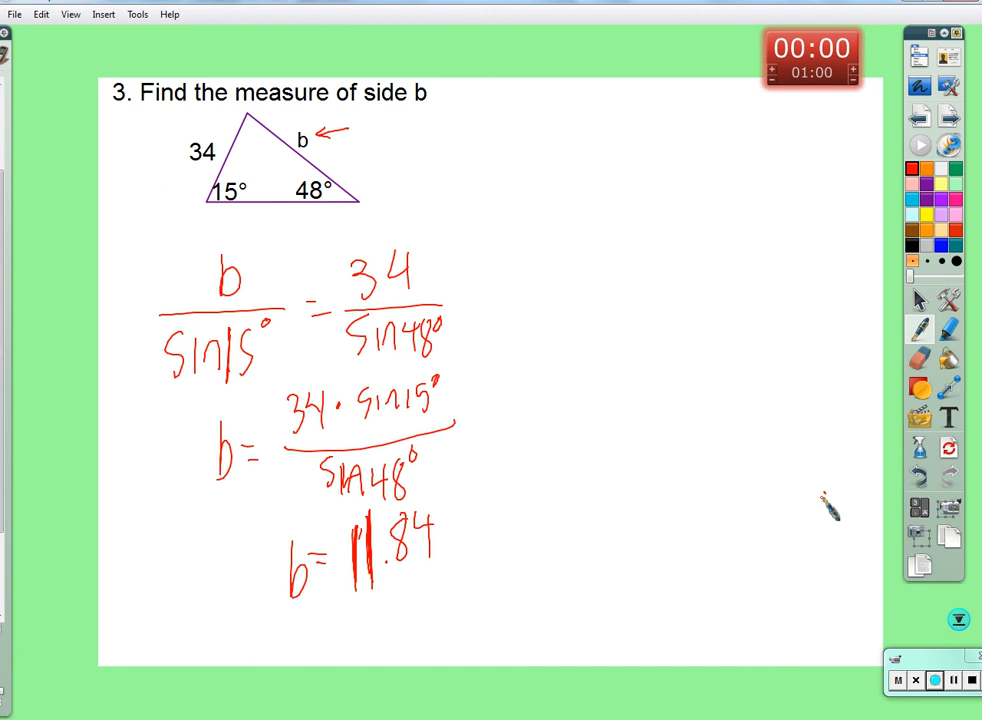 File Edit View Insert Tools Help
00:00
01:00
3. Find the measure of side b
34 b
15° 48°
b / sin15° = 34 / sin48°
b = 34 · sin15° / sin48°
b = 11.84
T
M